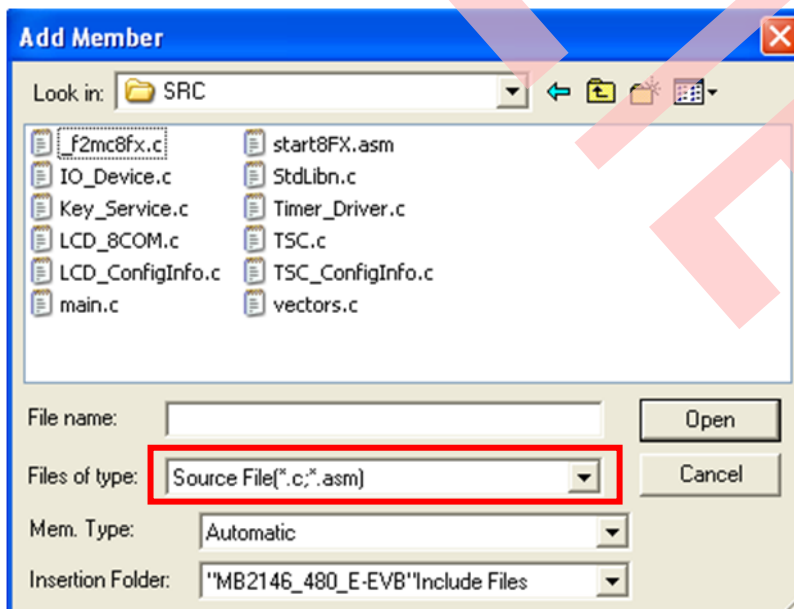 Add Member
Look in: SRC
_f2mc8fx.c start8FX.asm
IO_Device.c StdLibn.c
Key_Service.c Timer_Driver.c
LCD_8COM.c TSC.c
LCD_ConfigInfo.c TSC_ConfigInfo.c
main.c vectors.c
File name: Open
Files of type: Source File(*.c;*.asm) Cancel
Mem. Type: Automatic
Insertion Folder: "MB2146_480_E-EVB"Include Files